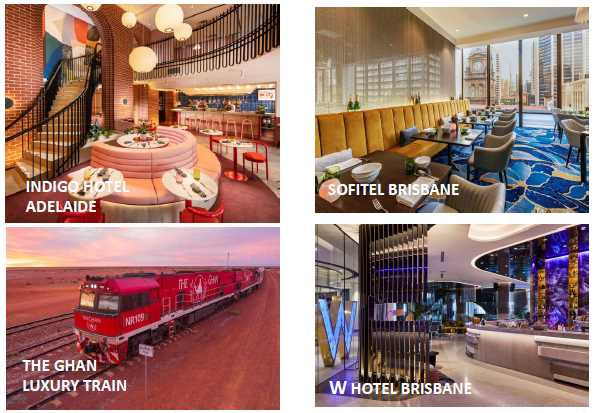 INDIGO HOTEL
ADELAIDE
SOFITEL BRISBANE
THE GHAN
NR109
THE GHAN
LUXURY TRAIN
W
W HOTEL BRISBANE